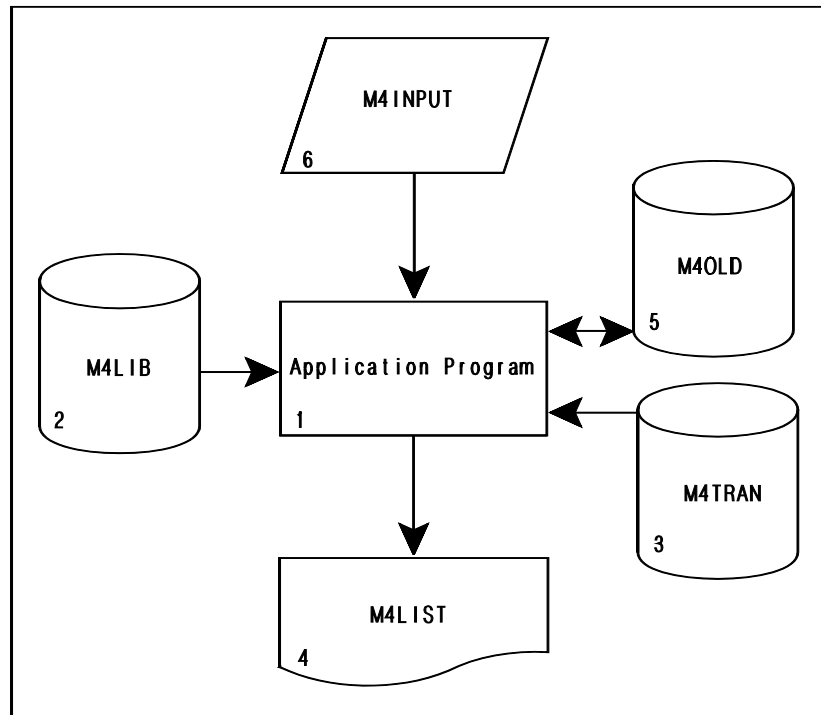 M4INPUT
6
M4OLD
5
M4LIB
2
Application Program
1
M4TRAN
3
M4LIST
4